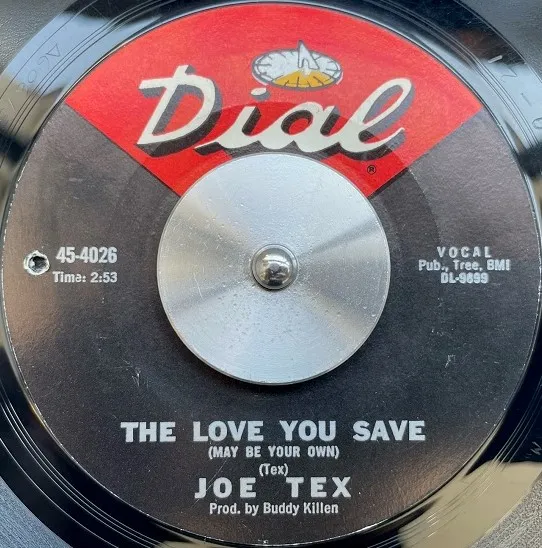 Dial
®
45-4026
Time: 2:53
VOCAL
Pub., Tree, BMI
DL-9699
THE LOVE YOU SAVE
(MAY BE YOUR OWN)
(Tex)
JOE TEX
Prod. by Buddy Killen